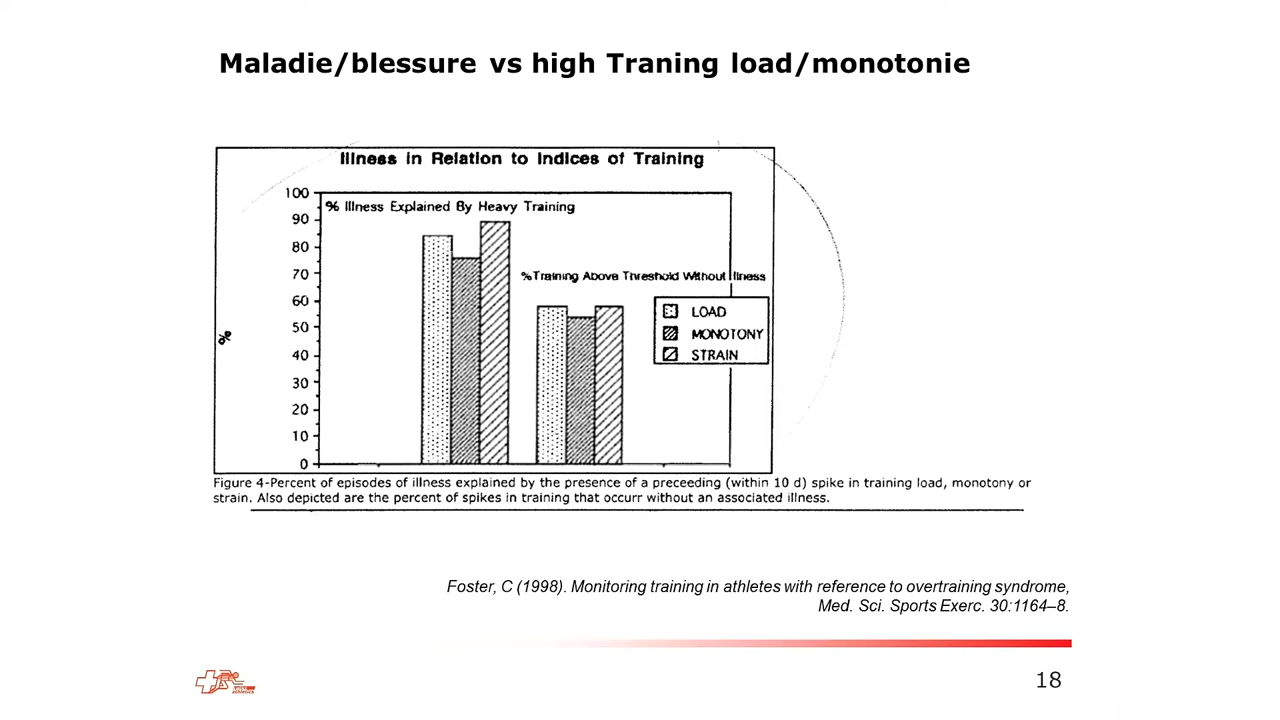 Maladie/blessure vs high Traning load/monotonie
Illness in Relation to Indices of Training
100
% Illness Explained By Heavy Training
90
80
70
%Training Above Threshold Without Illness
60
LOAD
50
MONOTONY
%
40
STRAIN
30
20
10
0
Figure 4-Percent of episodes of illness explained by the presence of a preceeding (within 10 d) spike in training load, monotony or
strain. Also depicted are the percent of spikes in training that occurr without an associated illness.
Foster, C (1998). Monitoring training in athletes with reference to overtraining syndrome,
Med. Sci. Sports Exerc. 30:1164–8.
18